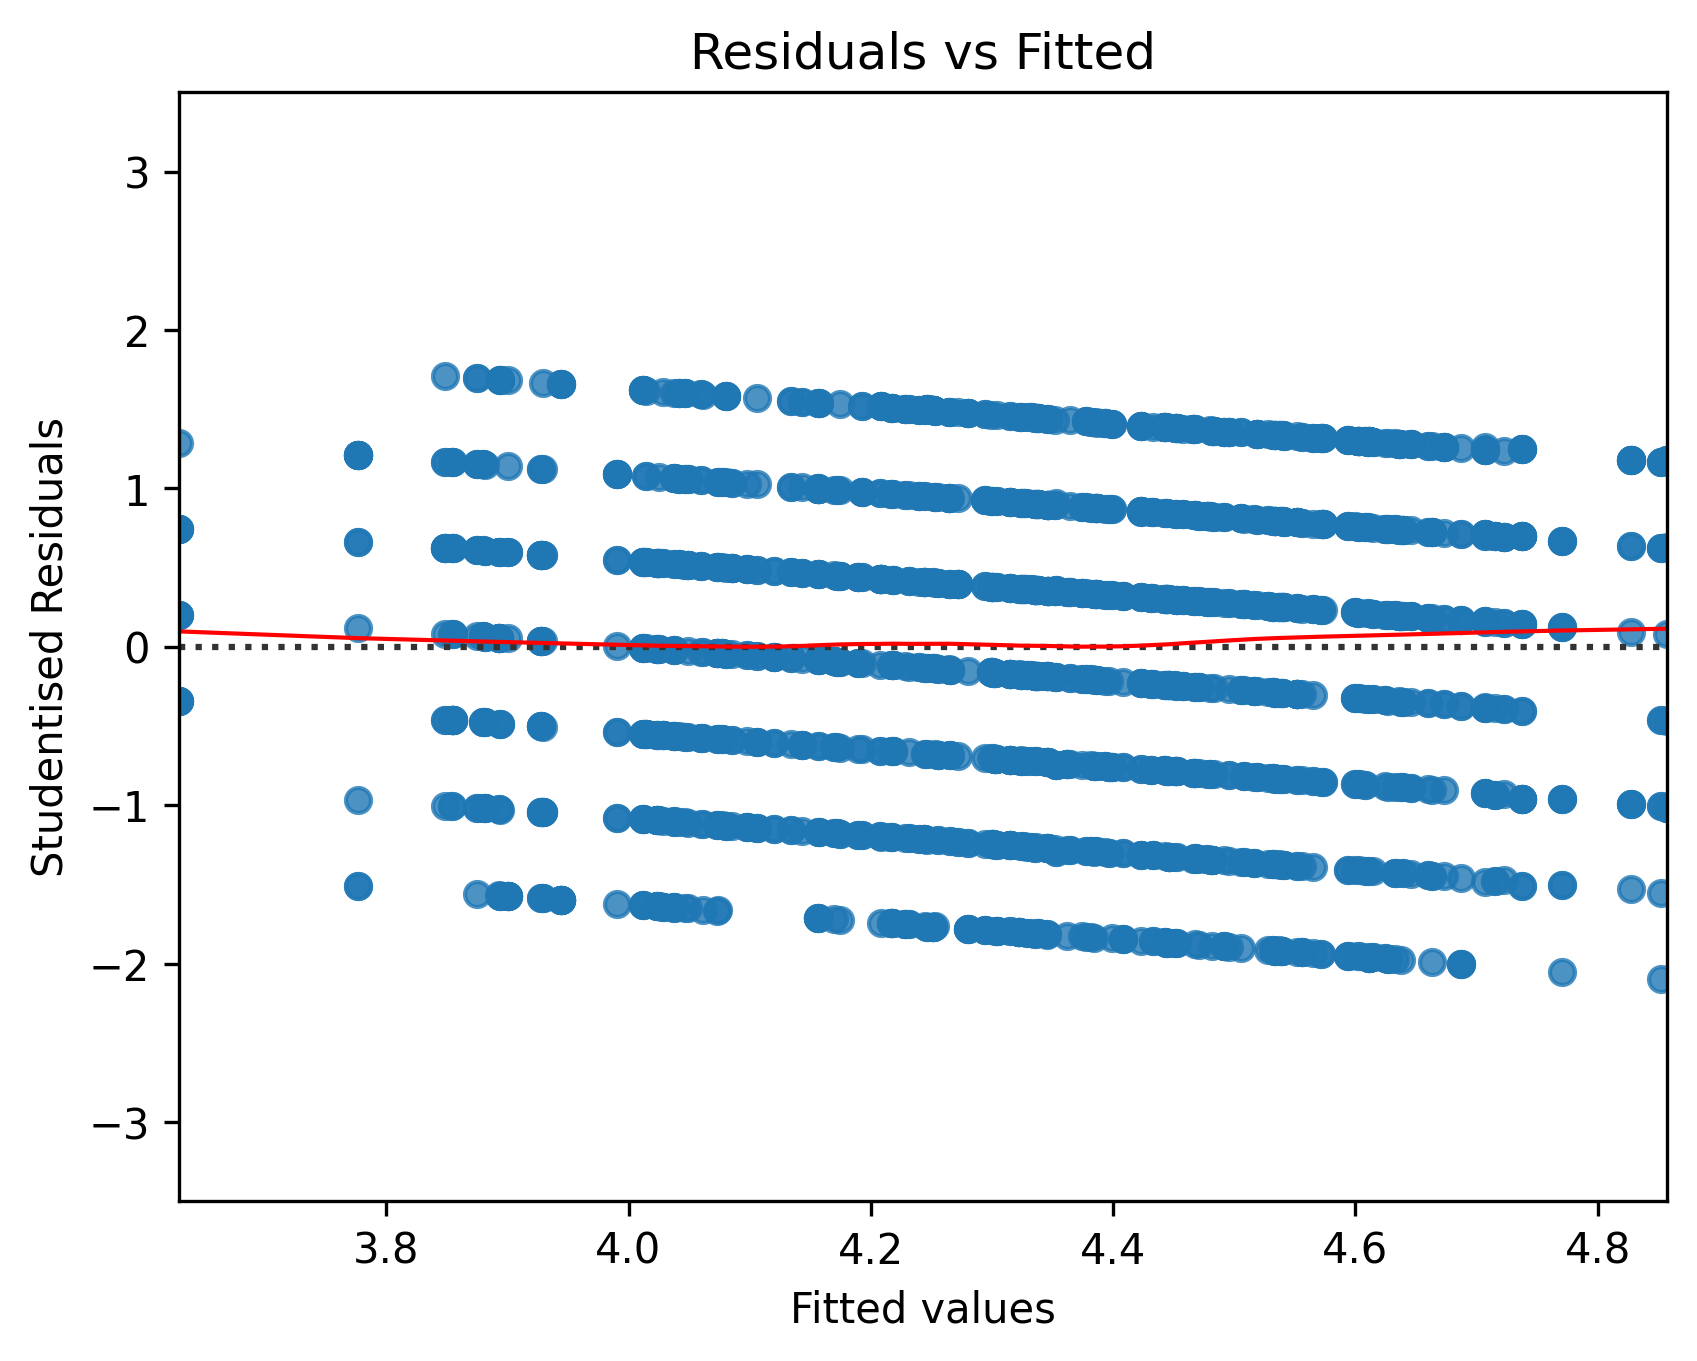 Residuals vs Fitted
3
2
1
0
−1
−2
−3
Studentised Residuals
3.8 4.0 4.2 4.4 4.6 4.8
Fitted values